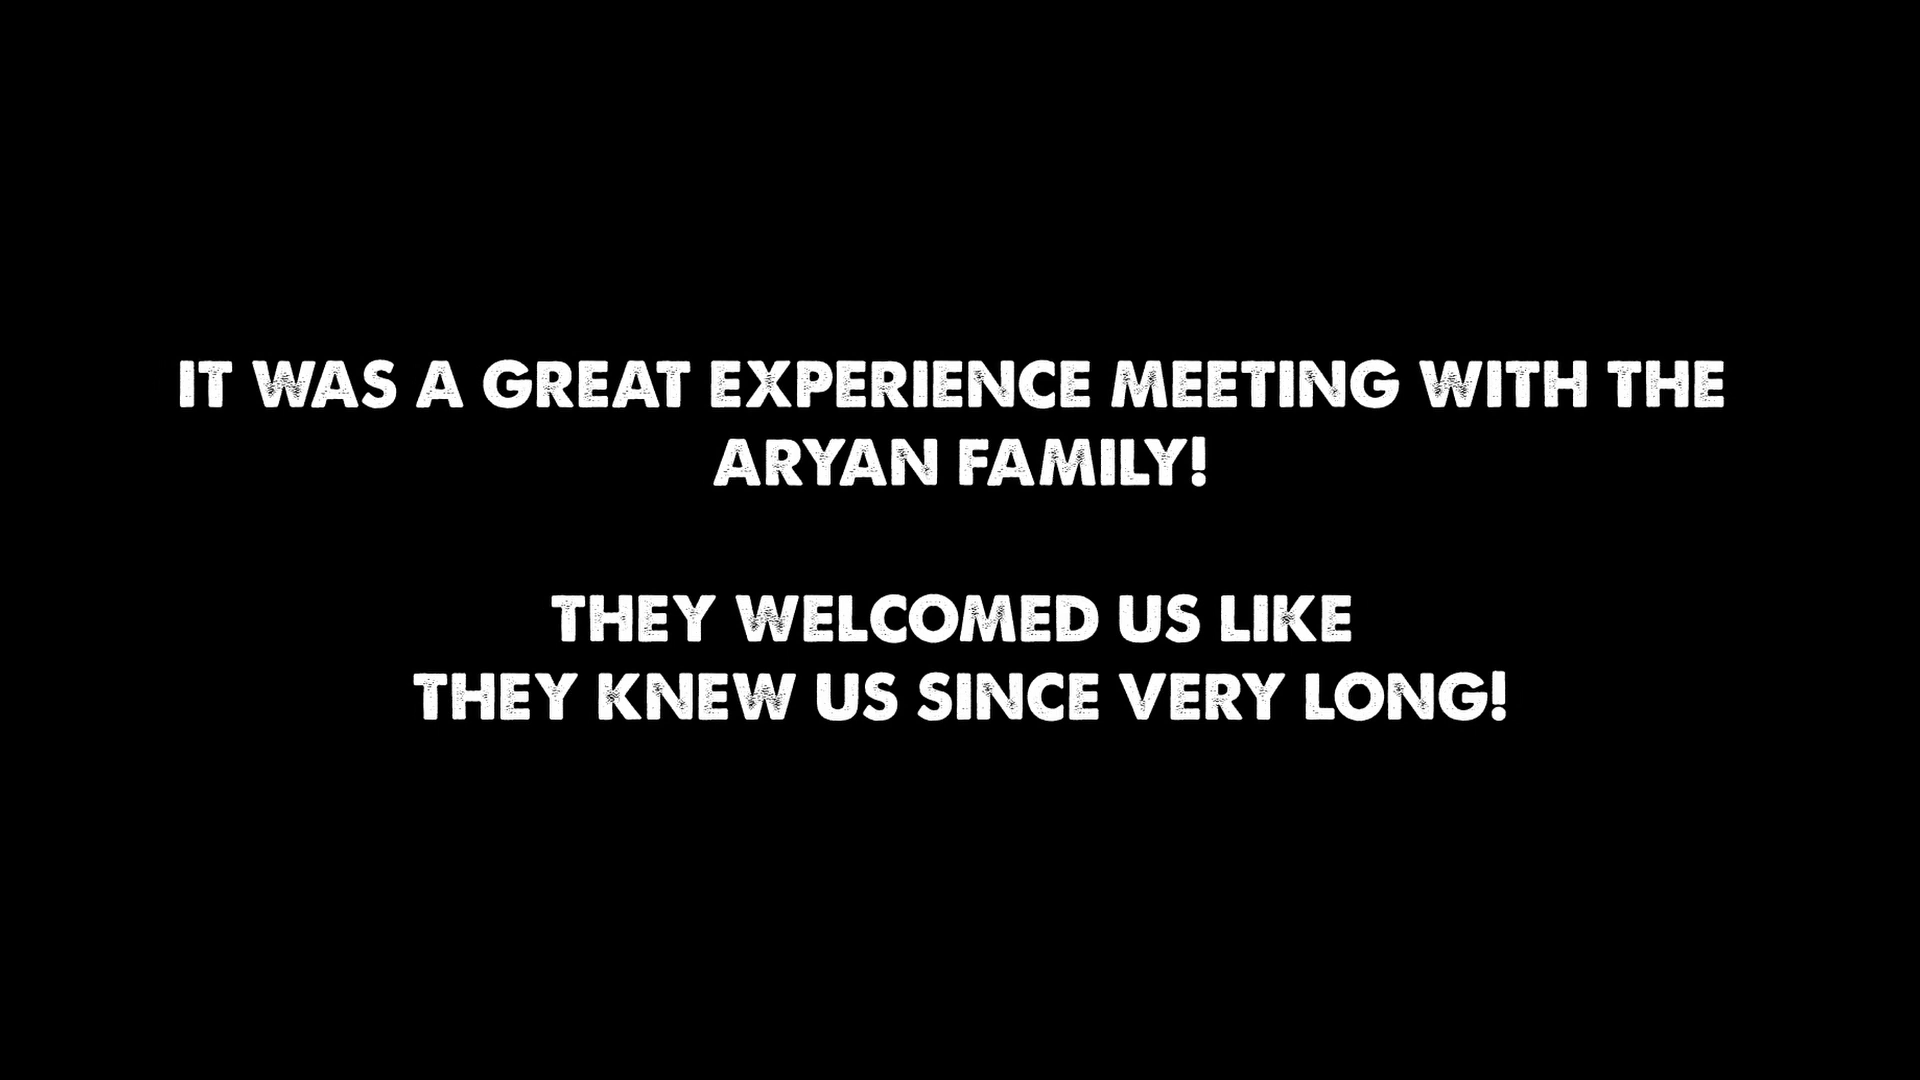 IT WAS A GREAT EXPERIENCE MEETING WITH THE
ARYAN FAMILY!
THEY WELCOMED US LIKE
THEY KNEW US SINCE VERY LONG!